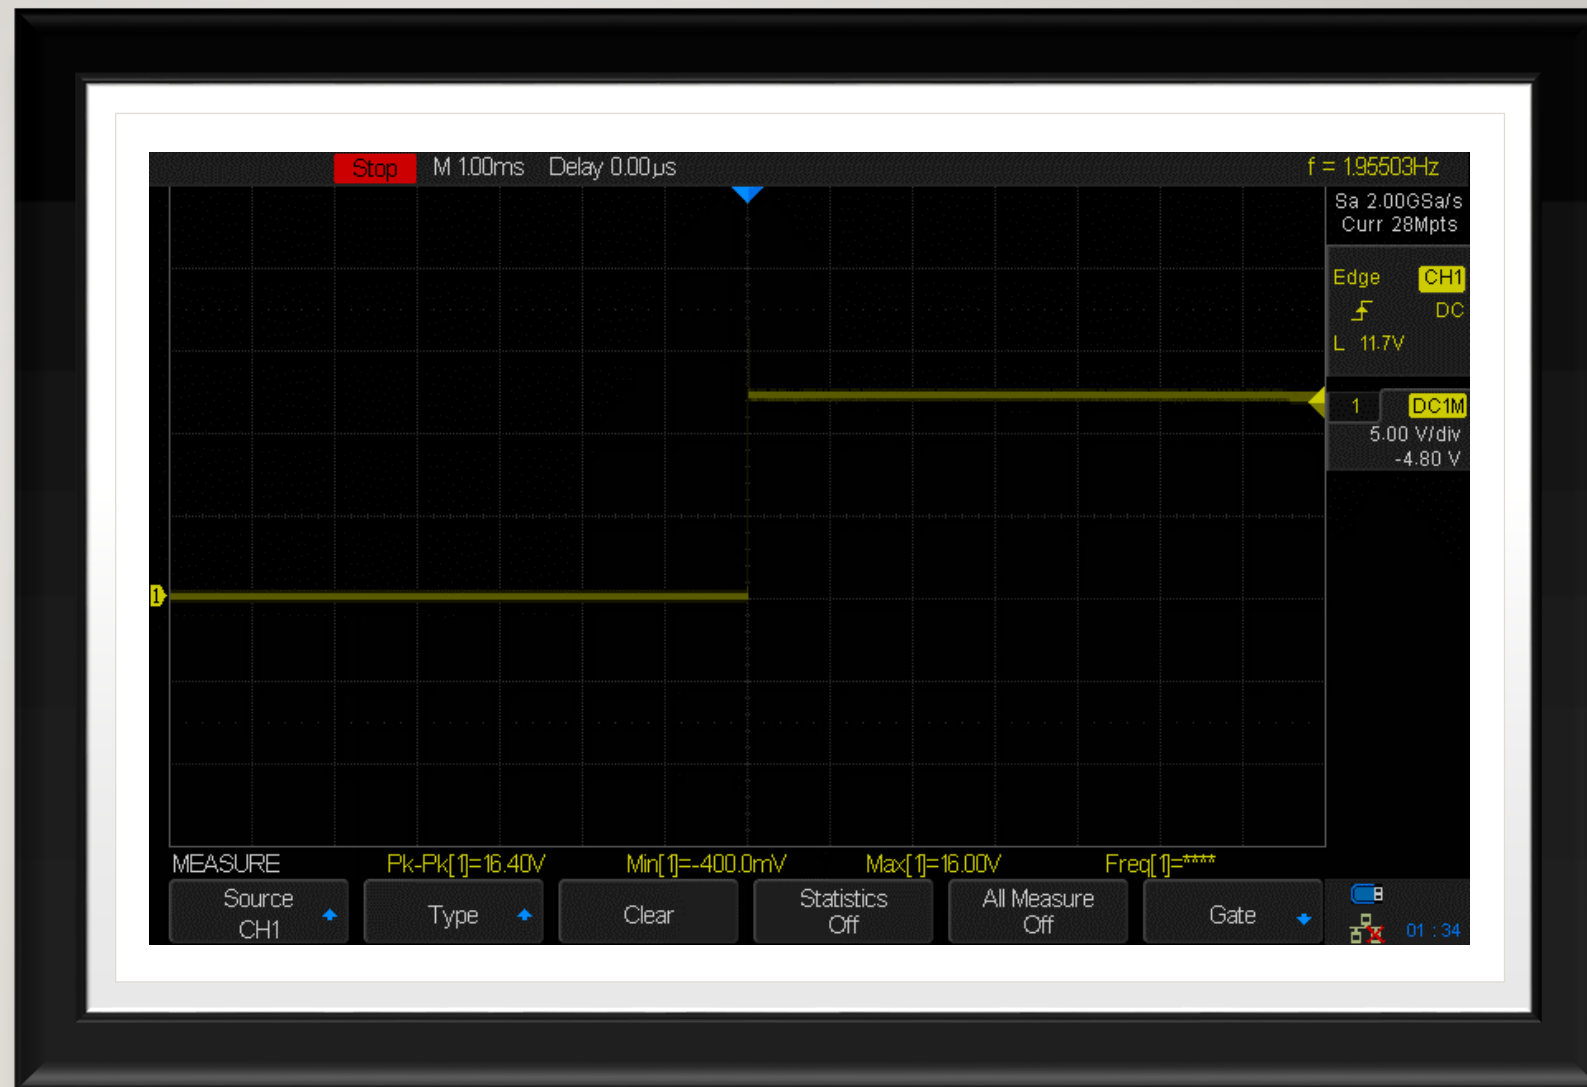 Stop M 1.00ms Delay 0.00µs f = 1.95503Hz
Sa 2.00GSa/s
Curr 28Mpts
Edge CH1
DC
L 11.7V
1 DC1M
5.00 V/div
-4.80 V
1
MEASURE Pk-Pk[1]=16.40V Min[1]=-400.0mV Max[1]=16.00V Freq[1]=****
Source
CH1
Type
Clear
Statistics
Off
All Measure
Off
Gate
01 : 34